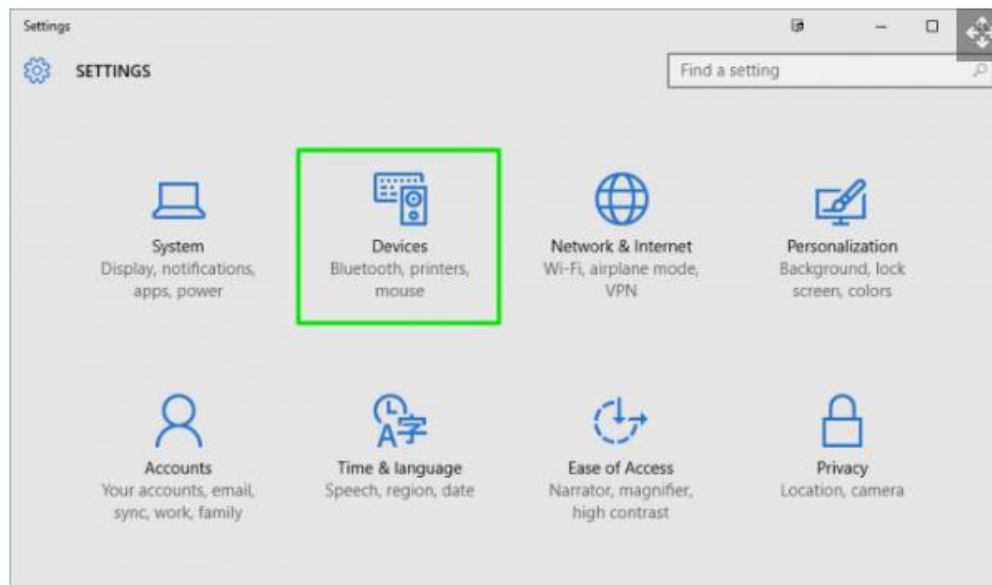 Settings
SETTINGS
Find a setting
System
Display, notifications,
apps, power
Devices
Bluetooth, printers,
mouse
Network & Internet
Wi-Fi, airplane mode,
VPN
Personalization
Background, lock
screen, colors
Accounts
Your accounts, email,
sync, work, family
A字
Time & language
Speech, region, date
Ease of Access
Narrator, magnifier,
high contrast
Privacy
Location, camera